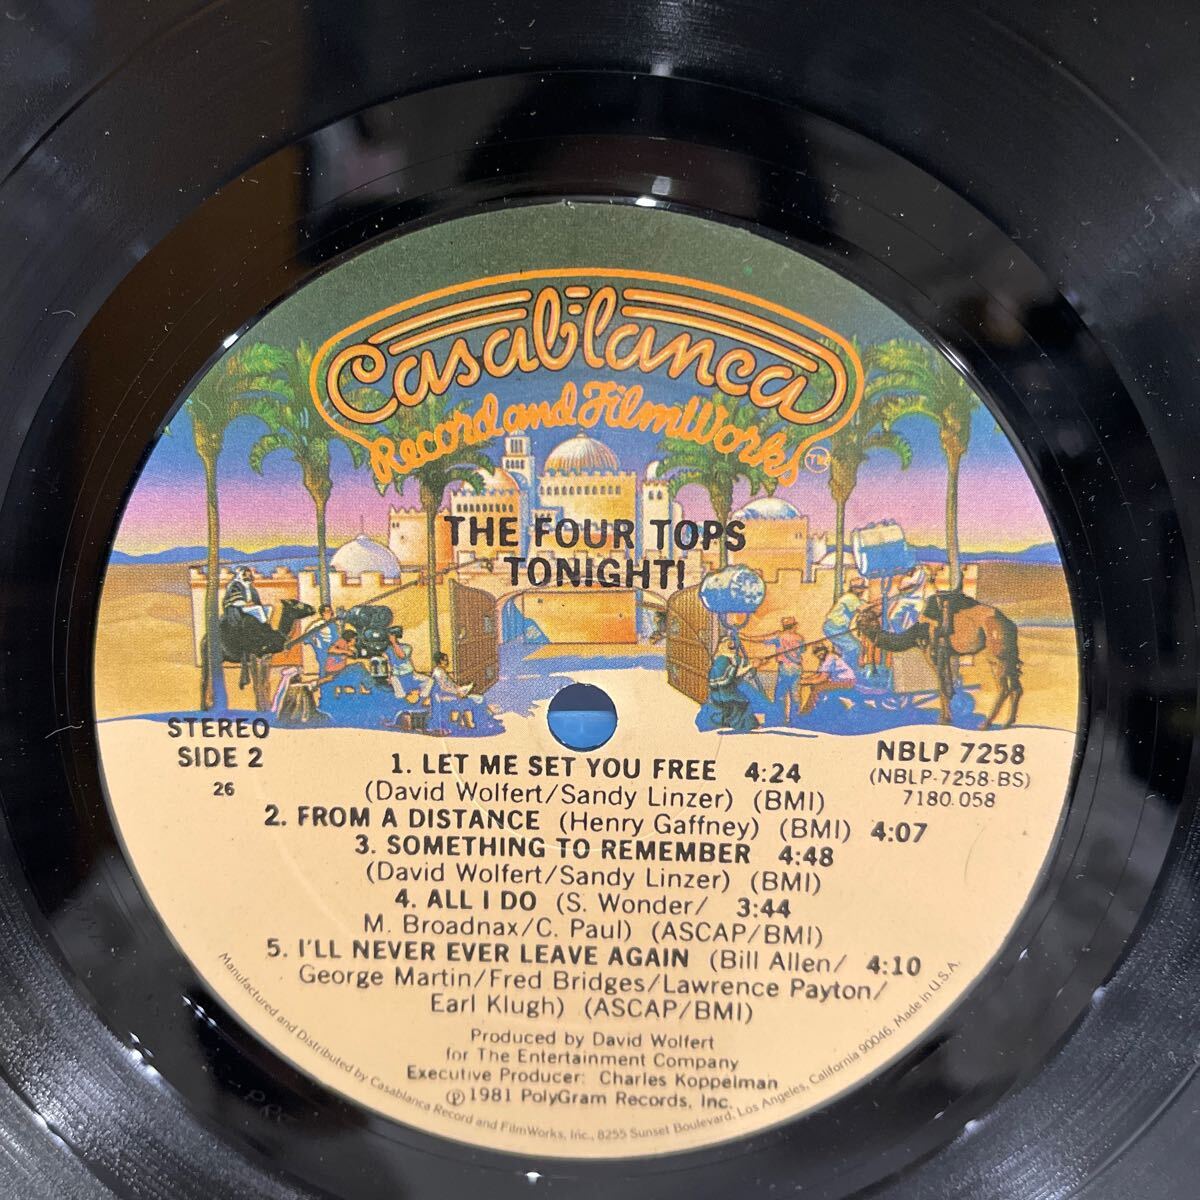 Casablanca
Record and FilmWorks TM
THE FOUR TOPS
TONIGHT!
STEREO
SIDE 2
26
NBLP 7258
(NBLP-7258-BS)
7180.058
1. LET ME SET YOU FREE 4:24
(David Wolfert/Sandy Linzer) (BMI)
2. FROM A DISTANCE (Henry Gaffney) (BMI) 4:07
3. SOMETHING TO REMEMBER 4:48
(David Wolfert/Sandy Linzer) (BMI)
4. ALL I DO (S. Wonder/ 3:44
M. Broadnax/C. Paul) (ASCAP/BMI)
5. I'LL NEVER EVER LEAVE AGAIN (Bill Allen/ 4:10
George Martin/Fred Bridges/Lawrence Payton/
Earl Klugh) (ASCAP/BMI)
Produced by David Wolfert
for The Entertainment Company
Executive Producer: Charles Koppelman
℗1981 PolyGram Records, Inc.
Manufactured and Distributed by Casablanca Record and FilmWorks, Inc., 8255 Sunset Boulevard, Los Angeles, California 90046. Made in U.S.A.